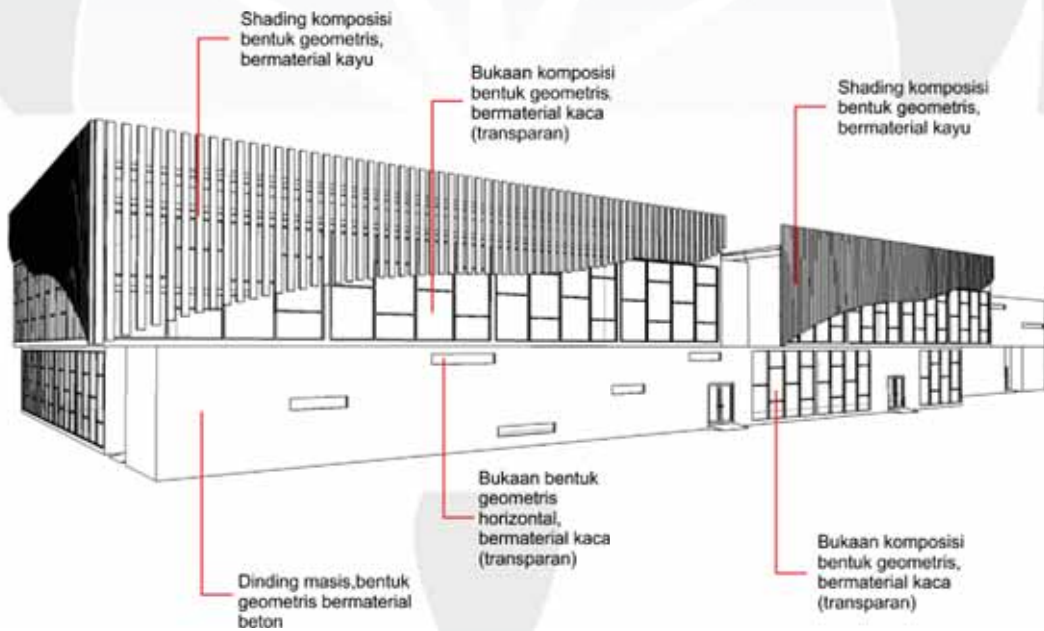 Shading komposisi
bentuk geometris,
bermaterial kayu
Bukaan komposisi
bentuk geometris,
bermaterial kaca
(transparan)
Shading komposisi
bentuk geometris,
bermaterial kayu
Bukaan bentuk
geometris
horizontal,
bermaterial kaca
(transparan)
Bukaan komposisi
bentuk geometris,
bermaterial kaca
(transparan)
Dinding masis,bentuk
geometris bermaterial
beton